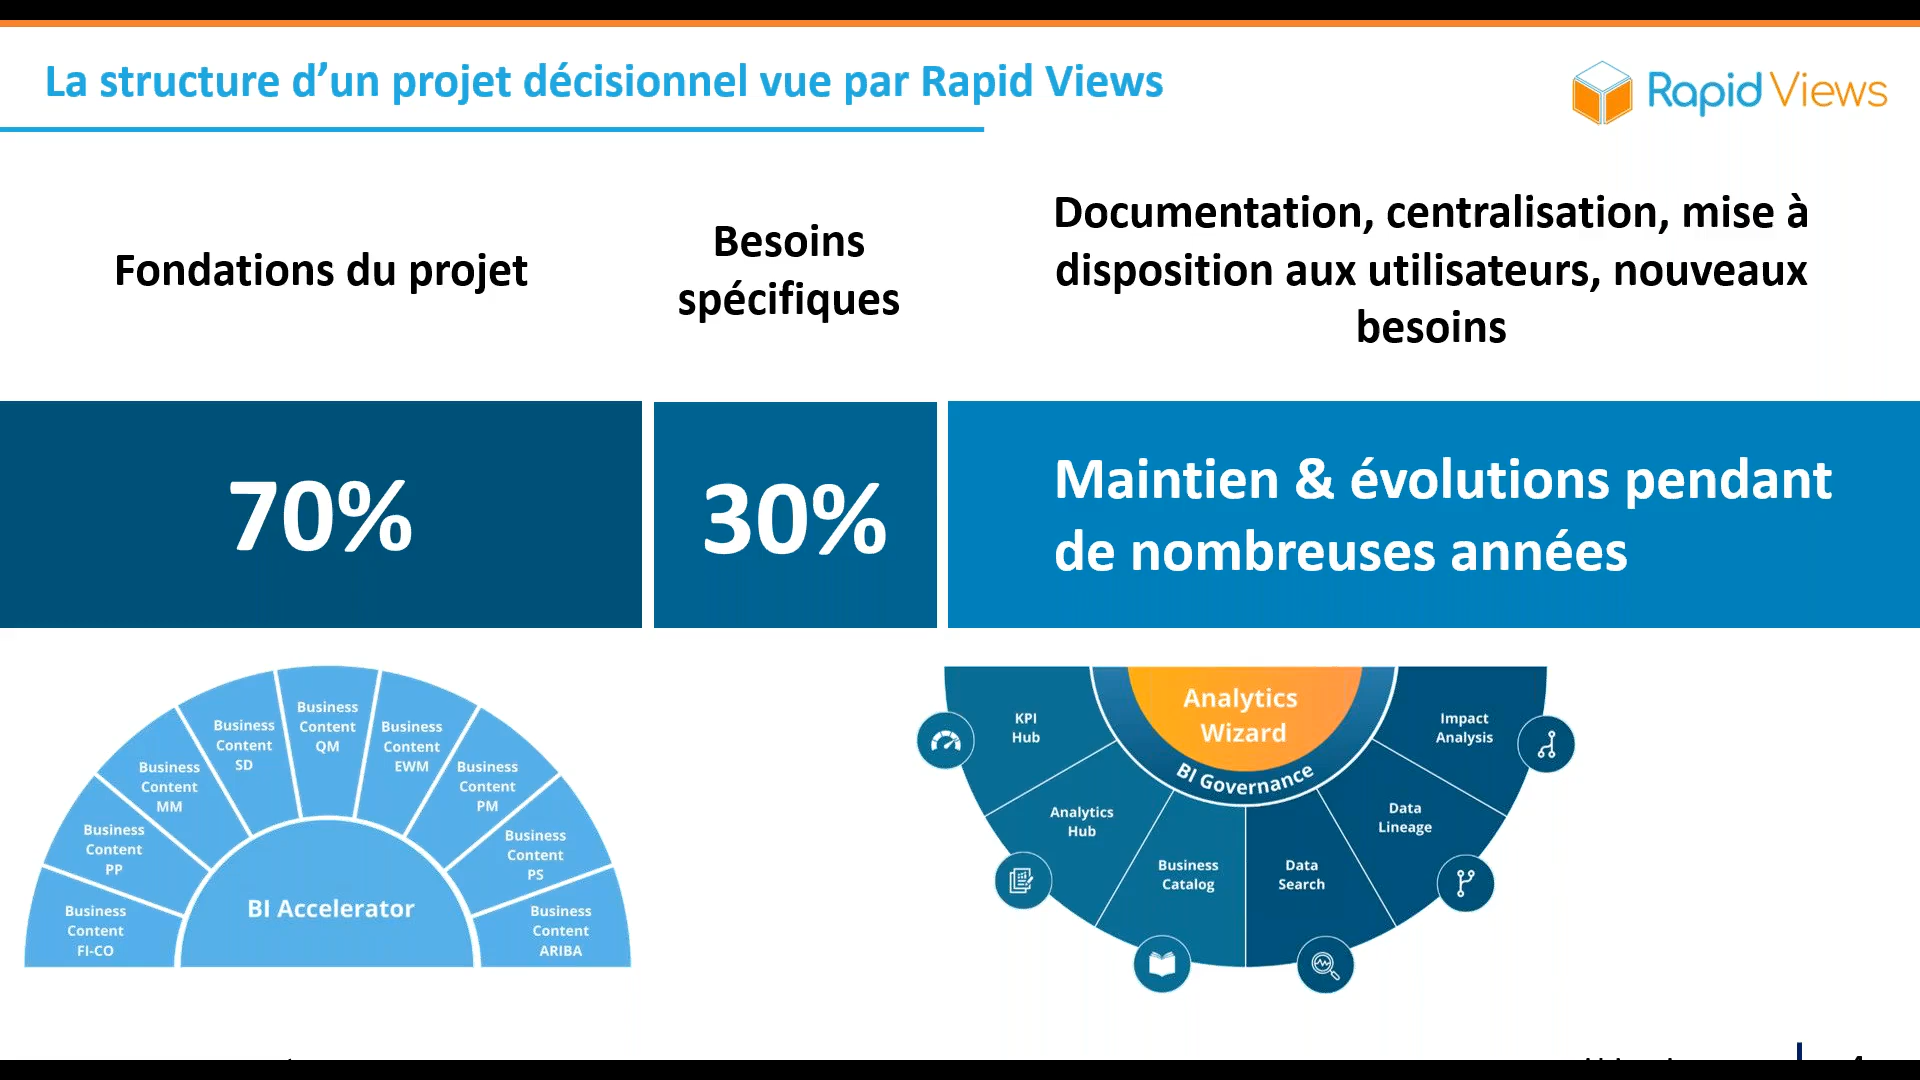 La structure d’un projet décisionnel vue par Rapid Views
Rapid Views
Fondations du projet
Besoins
spécifiques
Documentation, centralisation, mise à
disposition aux utilisateurs, nouveaux
besoins
70%
30%
Maintien & évolutions pendant
de nombreuses années
Business
Content
FI-CO
Business
Content
PP
Business
Content
MM
Business
Content
SD
Business
Content
QM
Business
Content
EWM
Business
Content
PM
Business
Content
PS
Business
Content
ARIBA
BI Accelerator
Analytics
Wizard
BI Governance
KPI
Hub
Analytics
Hub
Business
Catalog
Data
Search
Data
Lineage
Impact
Analysis